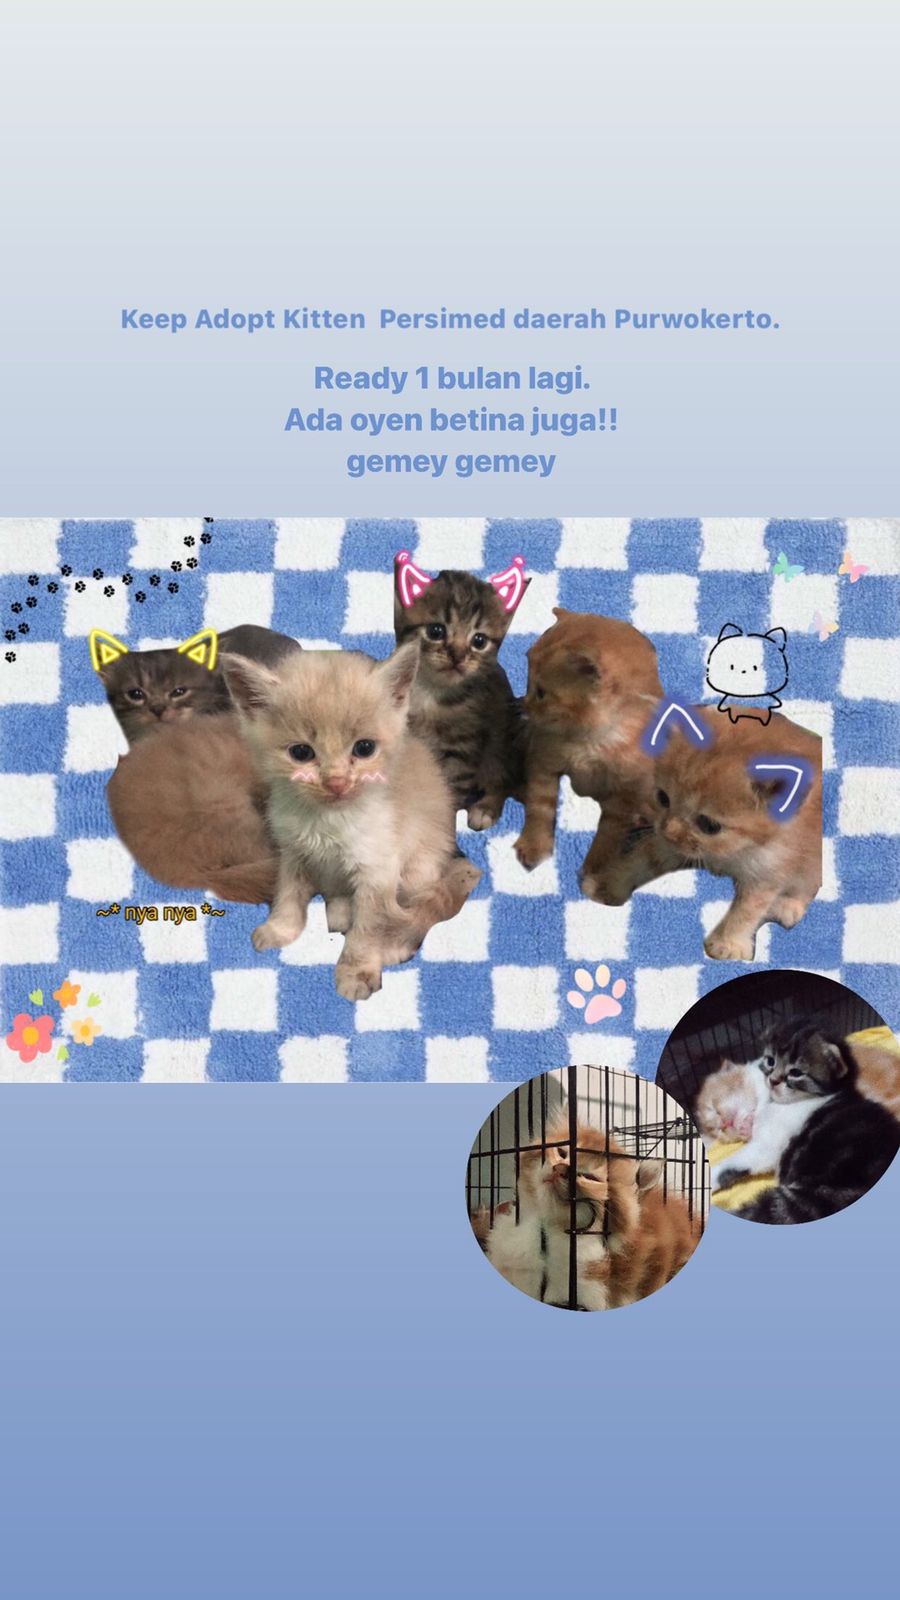 Keep Adopt Kitten  Persimed daerah Purwokerto.
Ready 1 bulan lagi.
Ada oyen betina juga!!
gemey gemey
~* nya nya *~